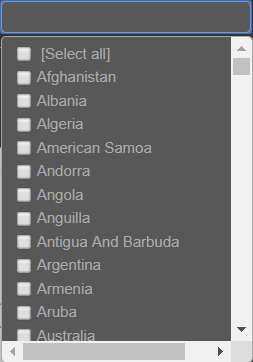 [Select all]
Afghanistan
Albania
Algeria
American Samoa
Andorra
Angola
Anguilla
Antigua And Barbuda
Argentina
Armenia
Aruba
Australia